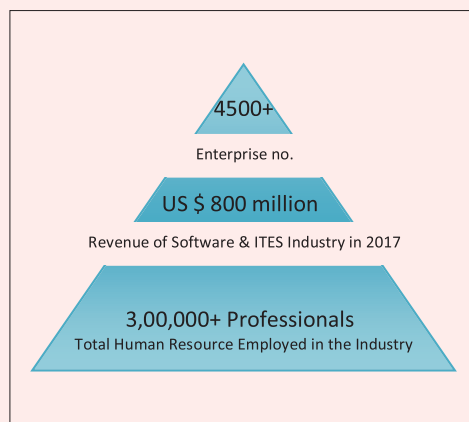 4500+
Enterprise no.
US $ 800 million
Revenue of Software & ITES Industry in 2017
3,00,000+ Professionals
Total Human Resource Employed in the Industry